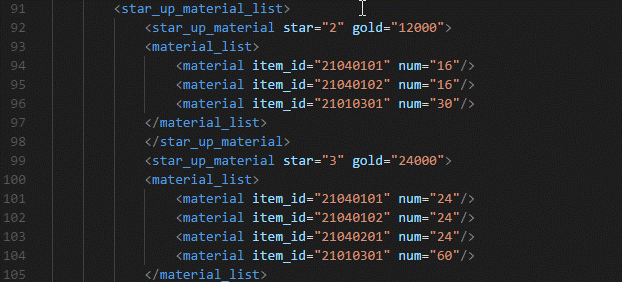 91 <star_up_material_list>
92 <star_up_material star="2" gold="12000">
93 <material_list>
94 <material item_id="21040101" num="16"/>
95 <material item_id="21040102" num="16"/>
96 <material item_id="21010301" num="30"/>
97 </material_list>
98 </star_up_material>
99 <star_up_material star="3" gold="24000">
100 <material_list>
101 <material item_id="21040101" num="24"/>
102 <material item_id="21040102" num="24"/>
103 <material item_id="21040201" num="24"/>
104 <material item_id="21010301" num="60"/>
105 </material_list>